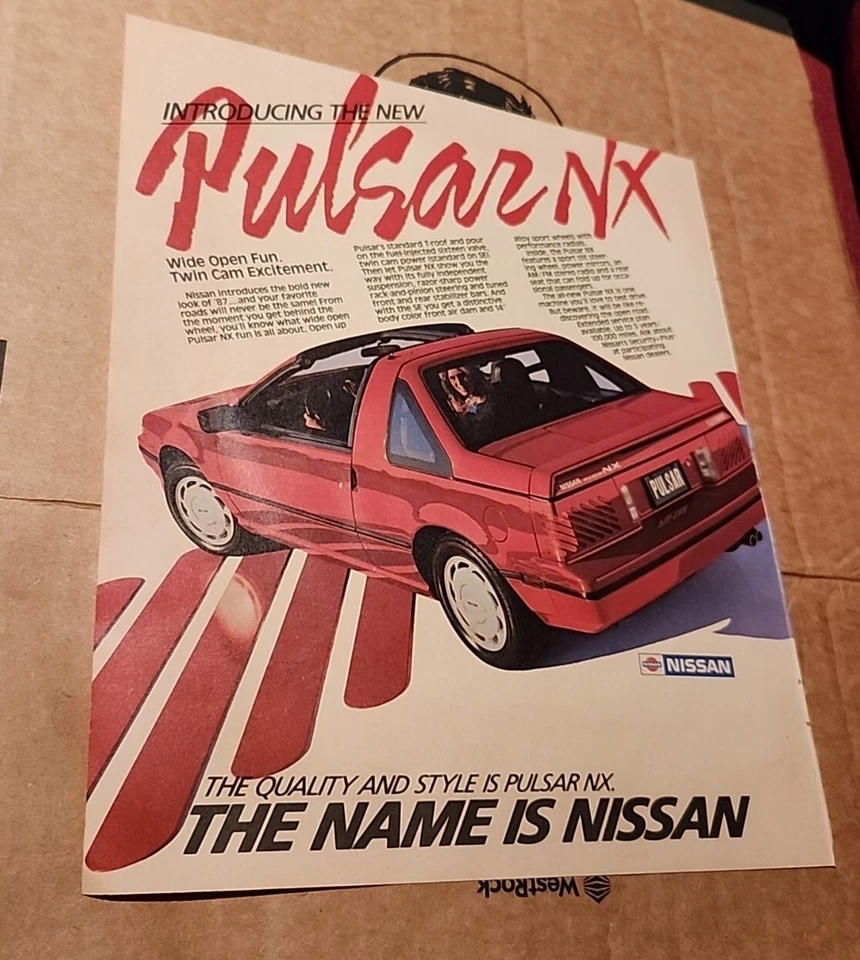 INTRODUCING THE NEW
Pulsar NX
Wide Open Fun.
Twin Cam Excitement.
Nissan introduces the bold new
look of '87...and your favorite
roads will never be the same! From
the moment you get behind the
wheel, you'll know what wide open
Pulsar NX fun is all about. Open up
Pulsar's standard T-roof and pour
on the fuel-injected sixteen valve,
twin cam power (standard on SE).
Then let Pulsar NX show you the
way with its fully independent
suspension, razor-sharp power
rack-and-pinion steering and tuned
front and rear stabilizer bars. And
with the SE you get a distinctive
body color front air dam and 14"
alloy sport wheels with
performance radials.
Inside, the Pulsar NX
features a sport tilt steer-
ing wheel, power mirrors, an
AM/FM stereo radio and a rear
seat that can fold up for occa-
sional passengers.
The all-new Pulsar NX is one
machine you'll love to test drive.
But beware, it will be like re-
discovering the open road.
Extended service plan
available, up to 5 years/
100,000 miles. Ask about
Nissan's Security+Plus
at participating
Nissan dealers.
NISSAN NX
PULSAR
NISSAN
THE QUALITY AND STYLE IS PULSAR NX.
THE NAME IS NISSAN
WestRock